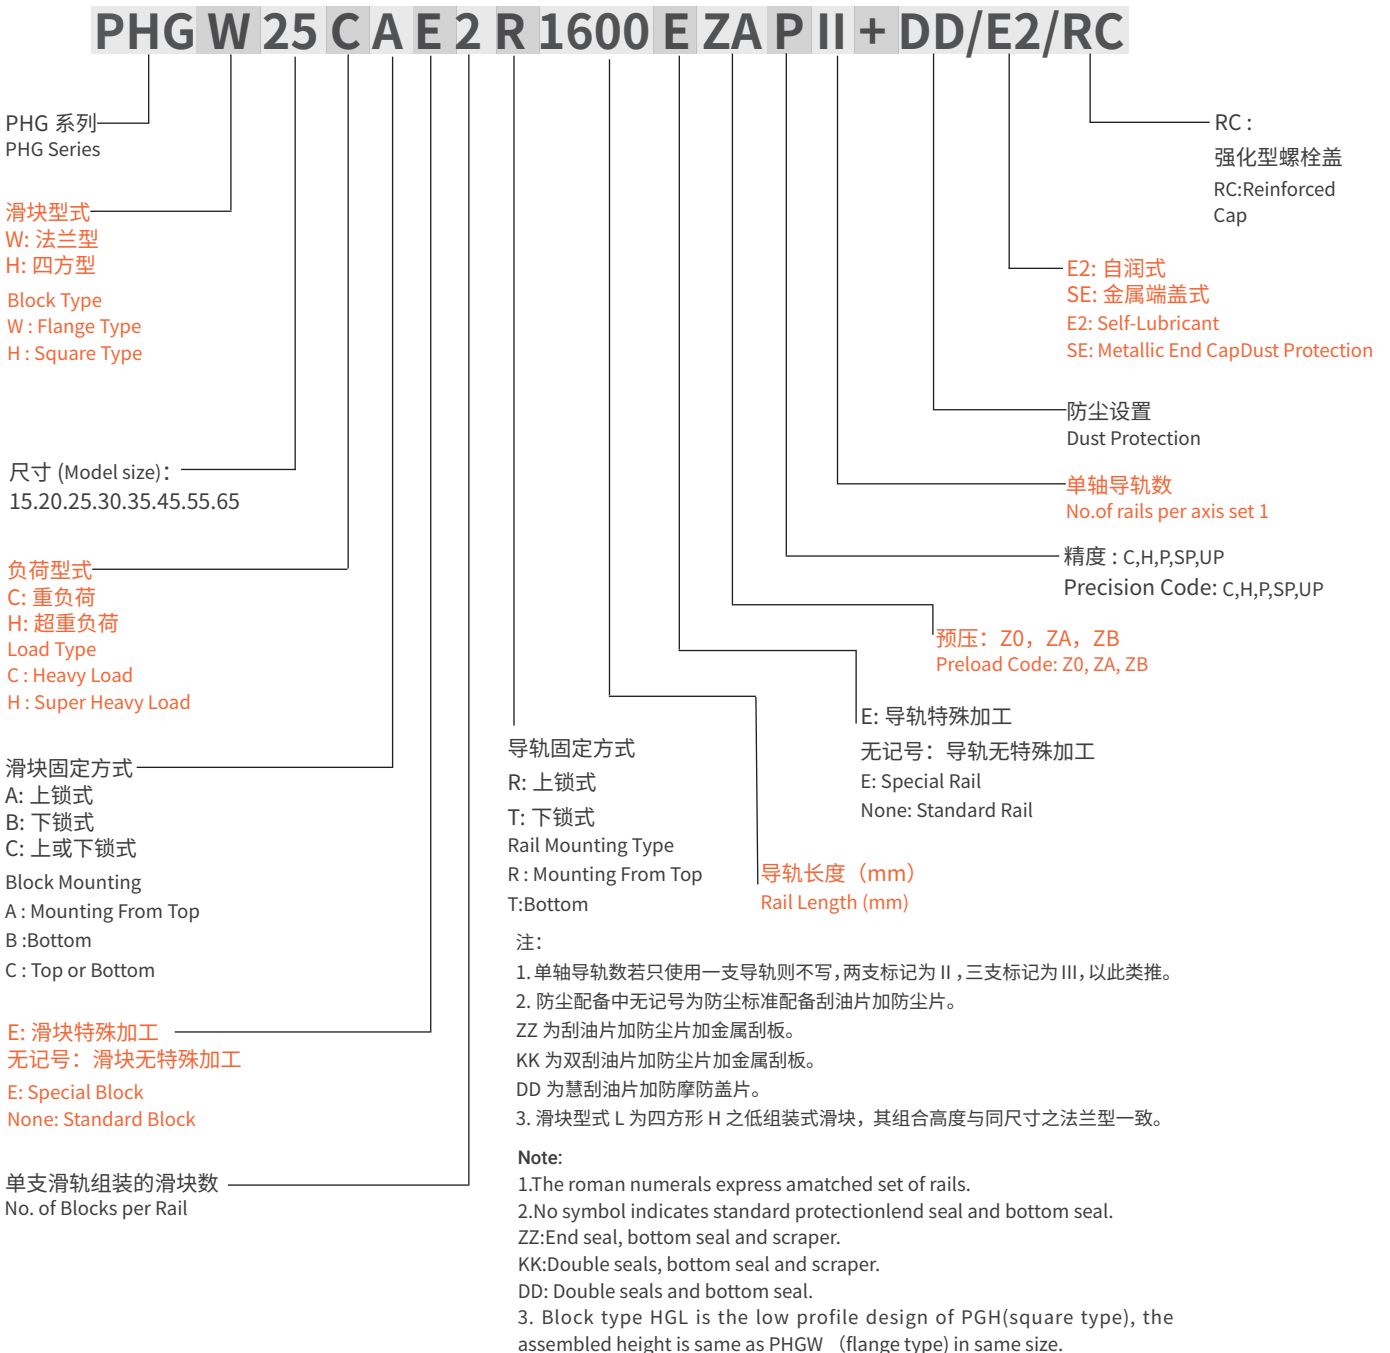 PHG W 25 C A E 2 R 1600 E ZA P II + DD/E2/RC
PHG 系列
PHG Series
滑块型式
W: 法兰型
H: 四方型
Block Type
W : Flange Type
H : Square Type
尺寸 (Model size)：
15.20.25.30.35.45.55.65
负荷型式
C: 重负荷
H: 超重负荷
Load Type
C : Heavy Load
H : Super Heavy Load
滑块固定方式
A: 上锁式
B: 下锁式
C: 上或下锁式
Block Mounting
A : Mounting From Top
B :Bottom
C : Top or Bottom
E: 滑块特殊加工
无记号：滑块无特殊加工
E: Special Block
None: Standard Block
单支滑轨组装的滑块数
No. of Blocks per Rail
RC :
强化型螺栓盖
RC:Reinforced
Cap
E2: 自润式
SE: 金属端盖式
E2: Self-Lubricant
SE: Metallic End CapDust Protection
防尘设置
Dust Protection
单轴导轨数
No.of rails per axis set 1
精度 : C,H,P,SP,UP
Precision Code: C,H,P,SP,UP
预压：Z0，ZA，ZB
Preload Code: Z0, ZA, ZB
E: 导轨特殊加工
无记号：导轨无特殊加工
E: Special Rail
None: Standard Rail
导轨固定方式
R: 上锁式
T: 下锁式
Rail Mounting Type
R : Mounting From Top
T:Bottom
导轨长度（mm）
Rail Length (mm)
注：
1. 单轴导轨数若只使用一支导轨则不写，两支标记为 II ，三支标记为 III，以此类推。
2. 防尘配备中无记号为防尘标准配备刮油片加防尘片。
ZZ 为刮油片加防尘片加金属刮板。
KK 为双刮油片加防尘片加金属刮板。
DD 为慧刮油片加防摩防盖片。
3. 滑块型式 L 为四方形 H 之低组装式滑块，其组合高度与同尺寸之法兰型一致。
Note:
1.The roman numerals express amatched set of rails.
2.No symbol indicates standard protectionlend seal and bottom seal.
ZZ:End seal, bottom seal and scraper.
KK:Double seals, bottom seal and scraper.
DD: Double seals and bottom seal.
3. Block type HGL is the low profile design of PGH(square type), the
assembled height is same as PHGW （flange type) in same size.